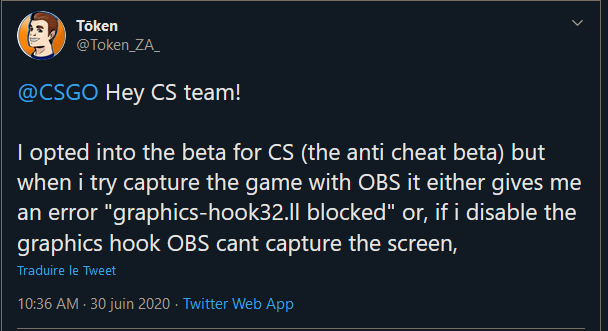 Tōken
@Token_ZA_
@CSGO Hey CS team!
I opted into the beta for CS (the anti cheat beta) but
when i try capture the game with OBS it either gives me
an error "graphics-hook32.ll blocked" or, if i disable the
graphics hook OBS cant capture the screen,
Traduire le Tweet
10:36 AM · 30 juin 2020 · Twitter Web App